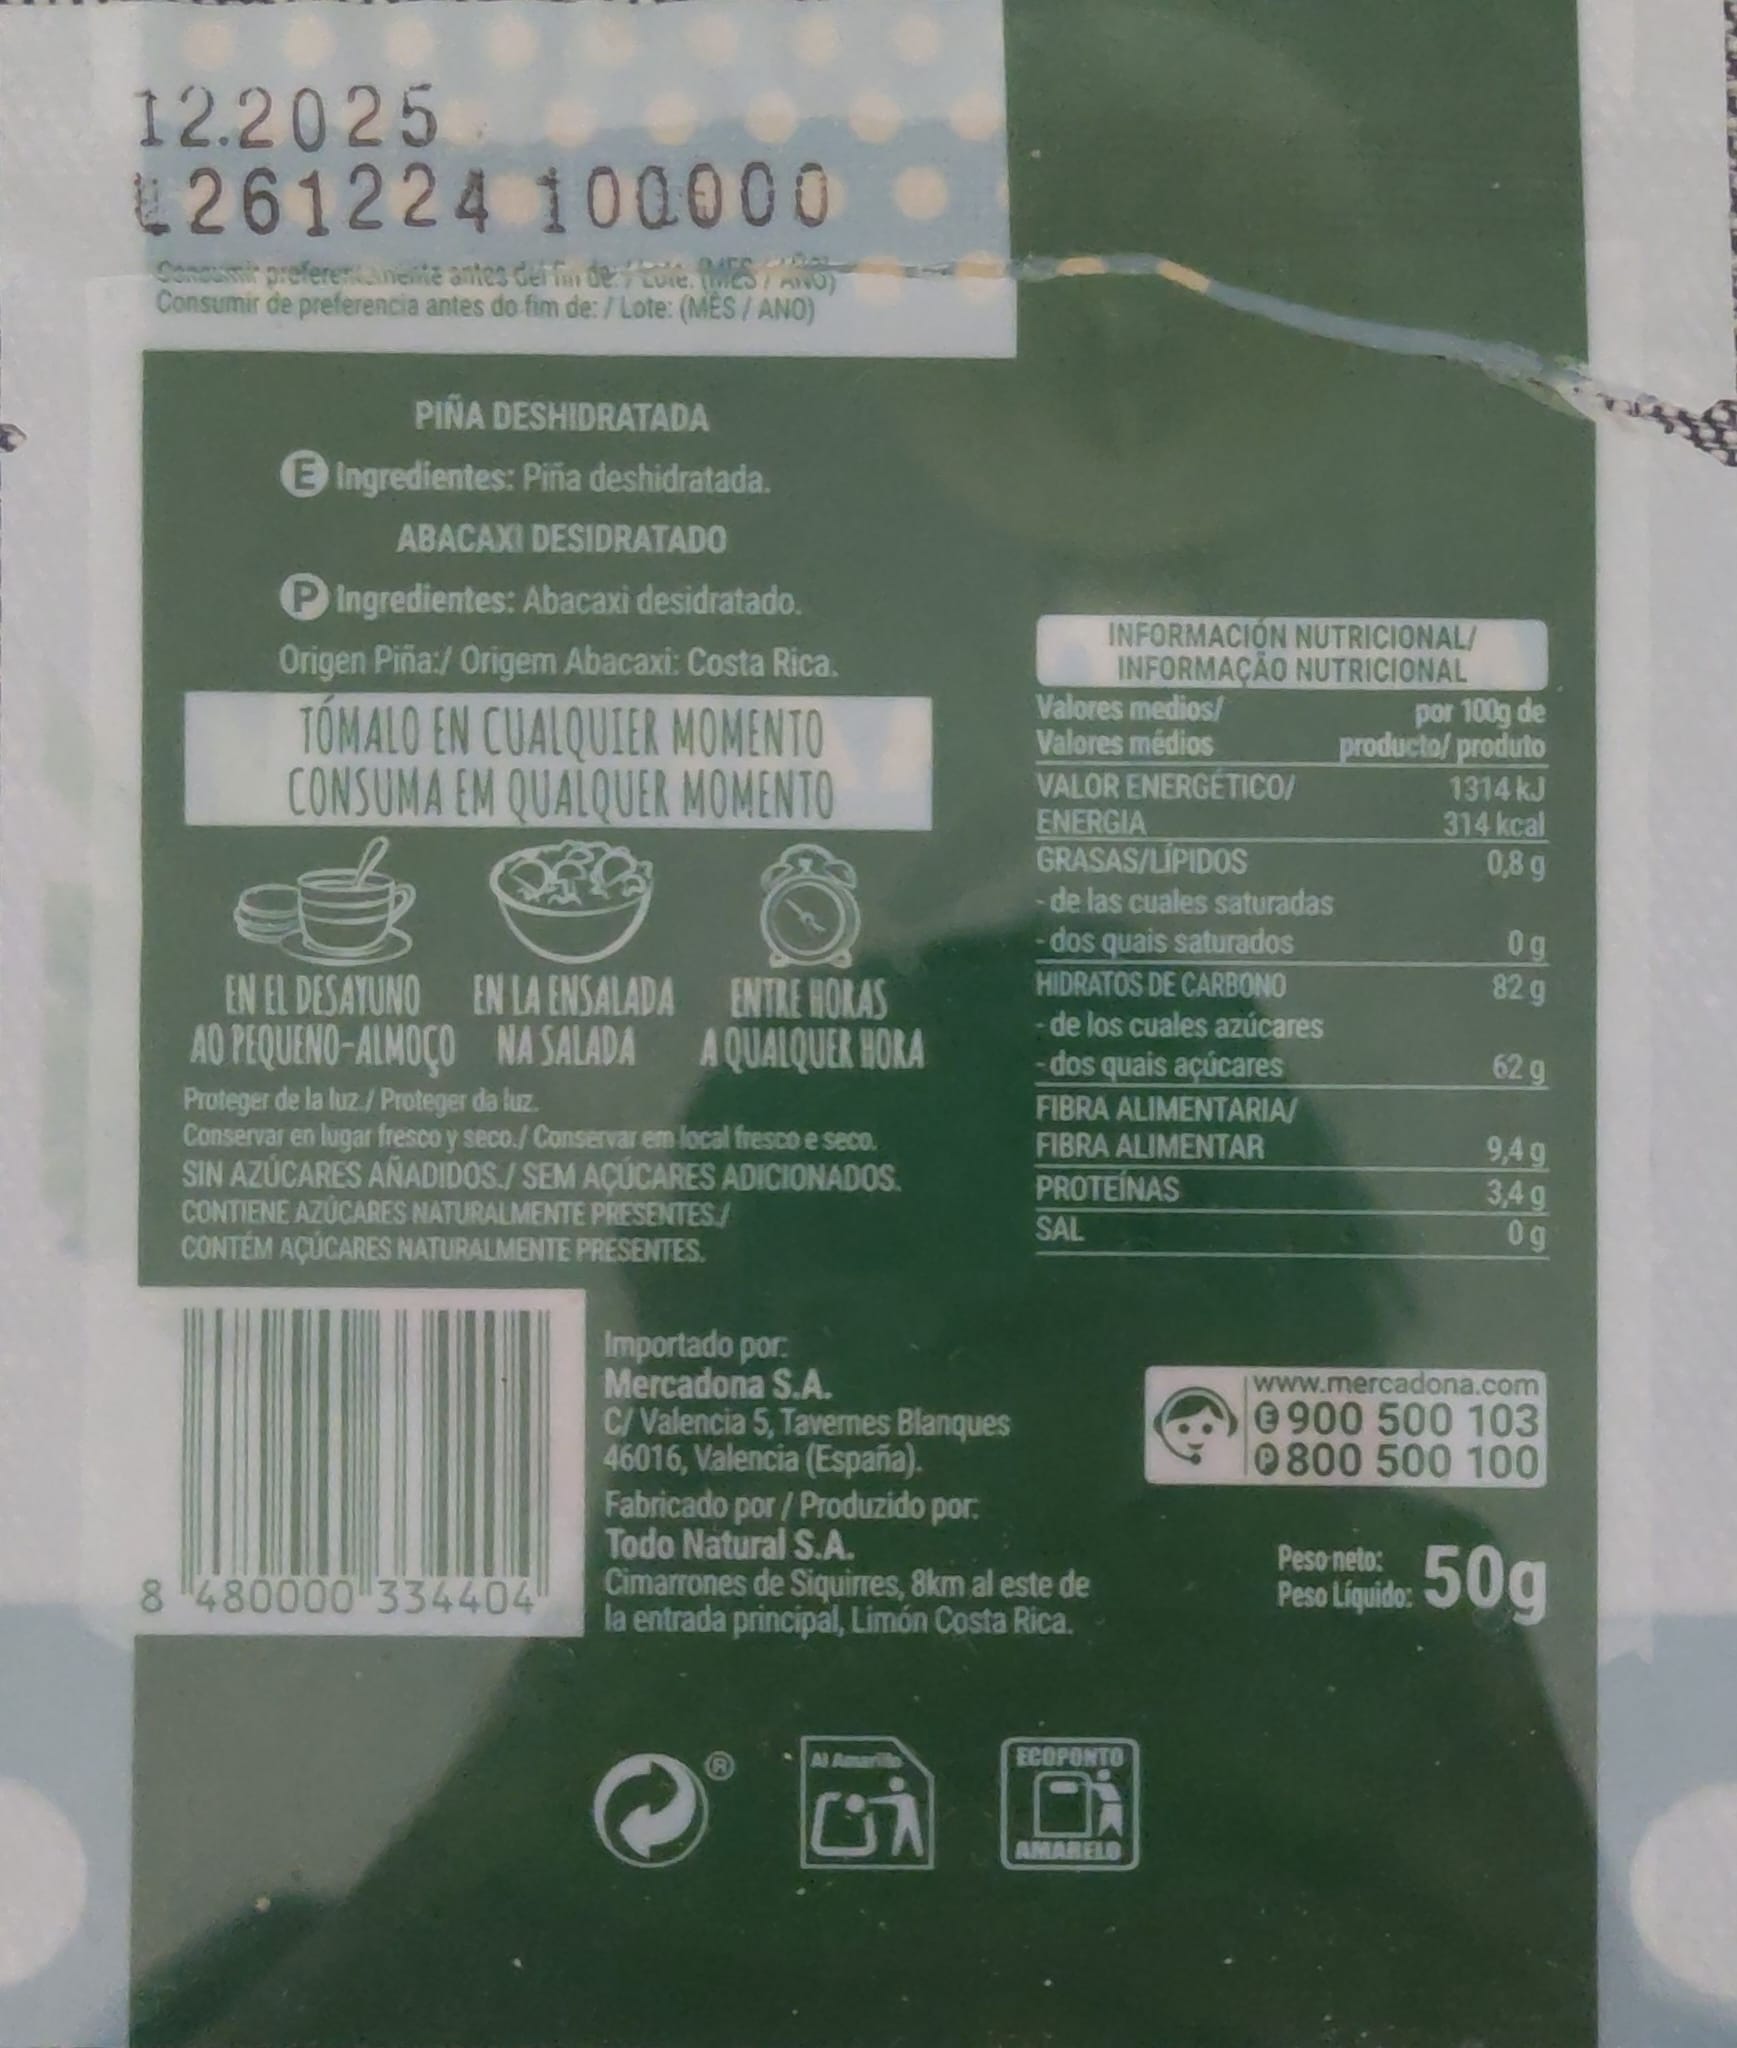 12.2025
L261224 100000
Consumir preferentemente antes del fin de: / Lote: (MES / AÑO)
Consumir de preferencia antes do fim de: / Lote: (MÊS / ANO)
PIÑA DESHIDRATADA
E Ingredientes: Piña deshidratada.
ABACAXI DESIDRATADO
P Ingredientes: Abacaxi desidratado.
Origen Piña:/ Origem Abacaxi: Costa Rica.
TÓMALO EN CUALQUIER MOMENTO
CONSUMA EM QUALQUER MOMENTO
EN EL DESAYUNO
AO PEQUENO-ALMOÇO
EN LA ENSALADA
NA SALADA
ENTRE HORAS
A QUALQUER HORA
Proteger de la luz./ Proteger da luz.
Conservar en lugar fresco y seco./ Conservar em local fresco e seco.
SIN AZÚCARES AÑADIDOS./ SEM AÇÚCARES ADICIONADOS.
CONTIENE AZÚCARES NATURALMENTE PRESENTES./
CONTÉM AÇÚCARES NATURALMENTE PRESENTES.
INFORMACIÓN NUTRICIONAL/
INFORMAÇÃO NUTRICIONAL
Valores medios/ por 100g de
Valores médios producto/ produto
VALOR ENERGÉTICO/ 1314 kJ
ENERGIA 314 kcal
GRASAS/LÍPIDOS 0,8 g
- de las cuales saturadas
- dos quais saturados 0 g
HIDRATOS DE CARBONO 82 g
- de los cuales azúcares
- dos quais açúcares 62 g
FIBRA ALIMENTARIA/
FIBRA ALIMENTAR 9,4 g
PROTEÍNAS 3,4 g
SAL 0 g
8 480000 334404
Importado por:
Mercadona S.A.
C/ Valencia 5, Tavernes Blanques
46016, Valencia (España).
Fabricado por / Produzido por:
Todo Natural S.A.
Cimarrones de Siquirres, 8km al este de
la entrada principal, Limón Costa Rica.
www.mercadona.com
E 900 500 103
P 800 500 100
Peso neto:
Peso Líquido: 50g
®
Al Amarillo
ECOPONTO
AMARELO